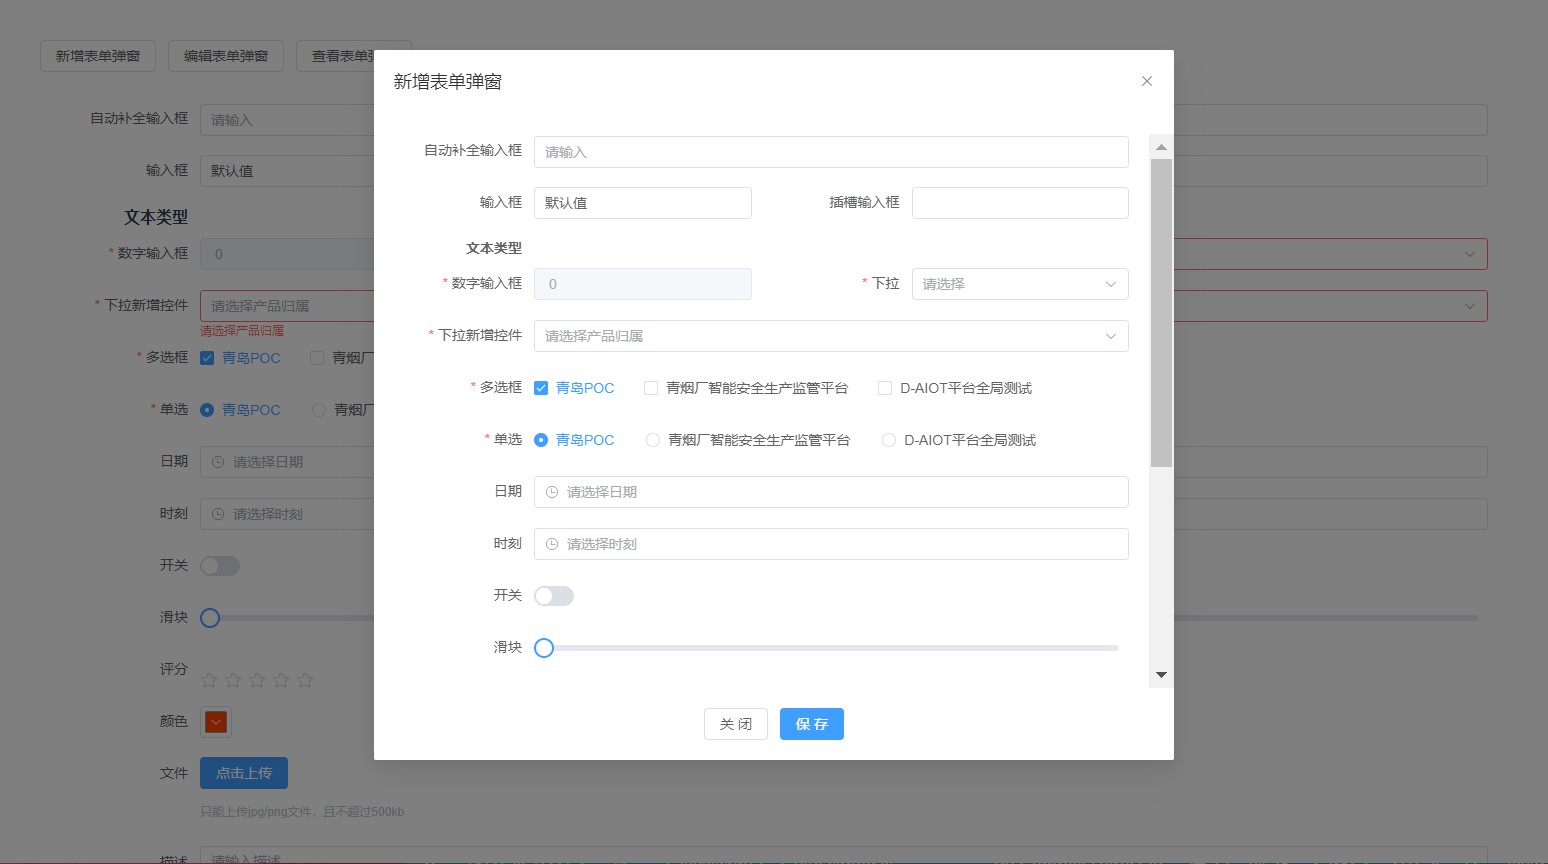 新增表单弹窗 编辑表单弹窗 查看表单弹
自动补全输入框 请输入
输入框 默认值
文本类型
* 数字输入框 0
* 下拉新增控件 请选择产品归属
请选择产品归属
* 多选框 青岛POC 青烟厂
* 单选 青岛POC 青烟厂
日期 请选择日期
时刻 请选择时刻
开关
滑块
评分
颜色
文件 点击上传
只能上传jpg/png文件，且不超过500kb
描述 请输入描述
新增表单弹窗
自动补全输入框 请输入
输入框 默认值 插槽输入框
文本类型
* 数字输入框 0 * 下拉 请选择
* 下拉新增控件 请选择产品归属
* 多选框 青岛POC 青烟厂智能安全生产监管平台 D-AIOT平台全局测试
* 单选 青岛POC 青烟厂智能安全生产监管平台 D-AIOT平台全局测试
日期 请选择日期
时刻 请选择时刻
开关
滑块
关 闭 保 存